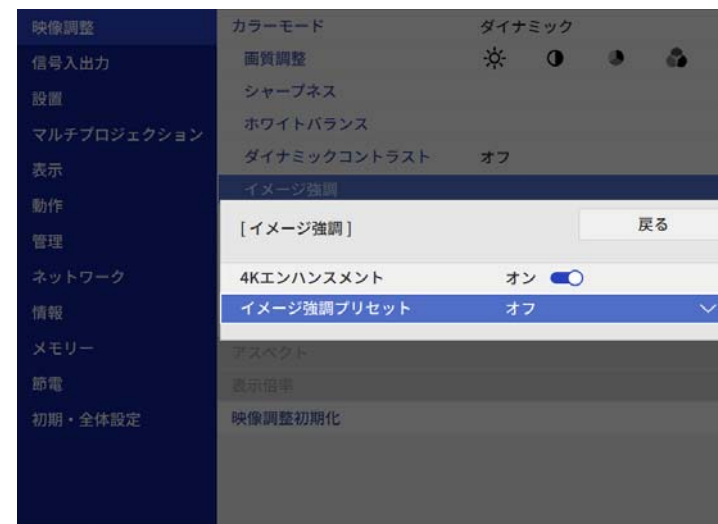 映像調整
信号入出力
設置
マルチプロジェクション
表示
動作
管理
ネットワーク
情報
メモリー
節電
初期・全体設定
カラーモード ダイナミック
画質調整
シャープネス
ホワイトバランス
ダイナミックコントラスト オフ
イメージ強調
[イメージ強調] 戻る
4Kエンハンスメント オン
イメージ強調プリセット オフ
アスペクト
表示倍率
映像調整初期化